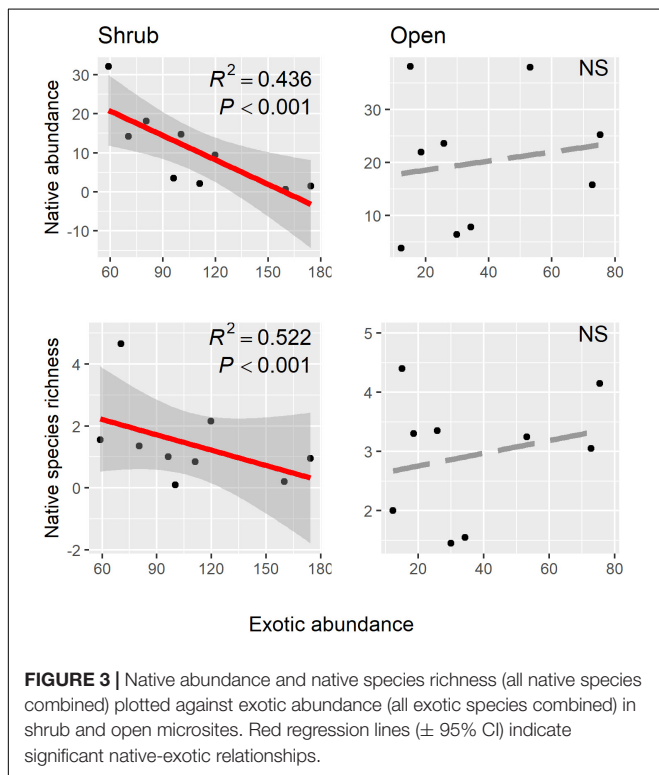 Shrub
Open
Native abundance
30
20
10
0
-10
R² = 0.436
P < 0.001
60 90 120 150 180
30
20
10
NS
20 40 60 80
Native species richness
4
2
0
-2
R² = 0.522
P < 0.001
60 90 120 150 180
5
4
3
2
NS
20 40 60 80
Exotic abundance
FIGURE 3 | Native abundance and native species richness (all native species
combined) plotted against exotic abundance (all exotic species combined) in
shrub and open microsites. Red regression lines (± 95% CI) indicate
significant native-exotic relationships.